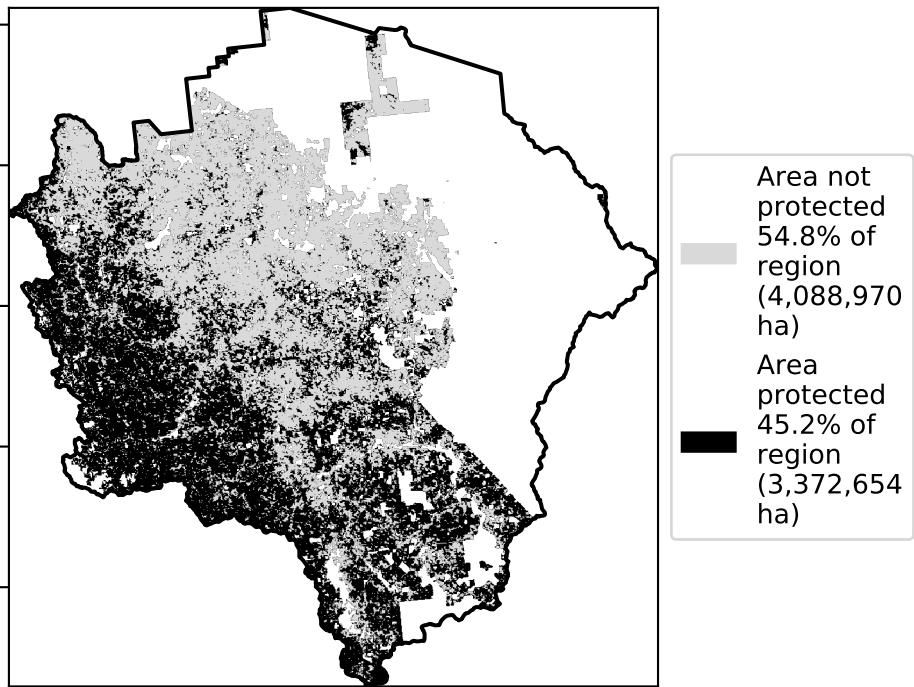 Area not
protected
54.8% of
region
(4,088,970
ha)
Area
protected
45.2% of
region
(3,372,654
ha)